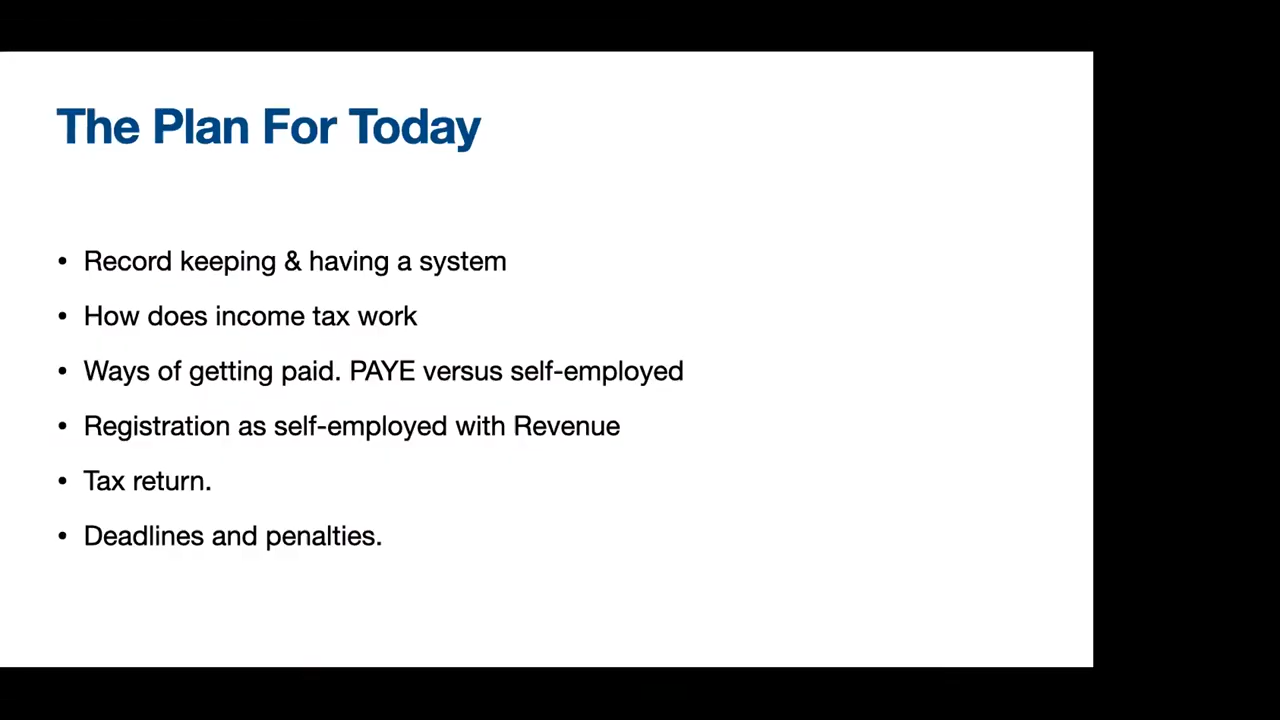 The Plan For Today
• Record keeping & having a system
• How does income tax work
• Ways of getting paid. PAYE versus self-employed
• Registration as self-employed with Revenue
• Tax return.
• Deadlines and penalties.